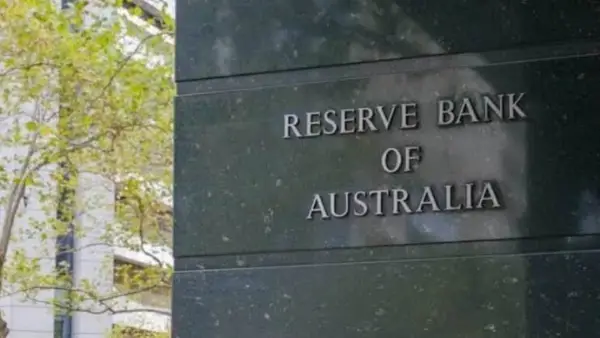 RESERVE BANK
OF
AUSTRALIA